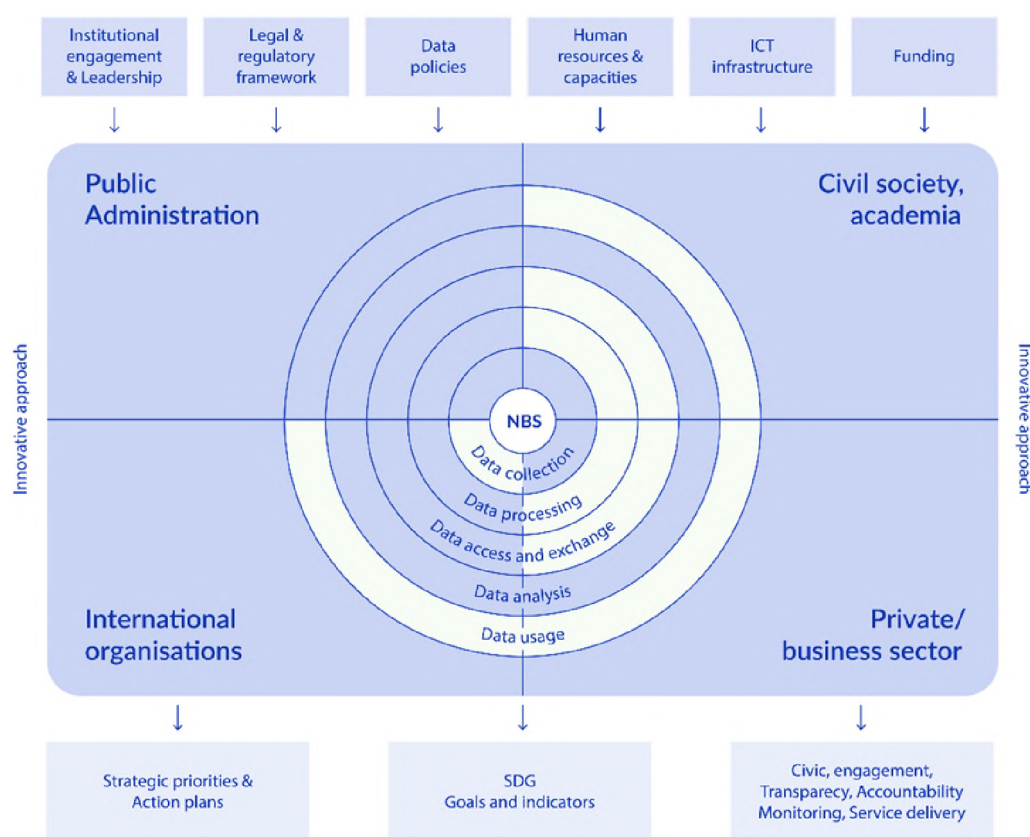 Institutional
engagement
& Leadership
Legal &
regulatory
framework
Data
policies
Human
resources &
capacities
ICT
infrastructure
Funding
Public
Administration
Civil society,
academia
Innovative approach
Innovative approach
NBS
Data collection
Data processing
Data access and exchange
Data analysis
Data usage
International
organisations
Private/
business sector
Strategic priorities &
Action plans
SDG
Goals and indicators
Civic, engagement,
Transparecy, Accountability
Monitoring, Service delivery